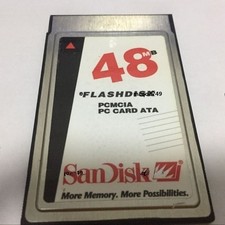 48MB
FLASHDISK
PCMCIA
PC CARD ATA
SanDisk
More Memory. More Possibilities.